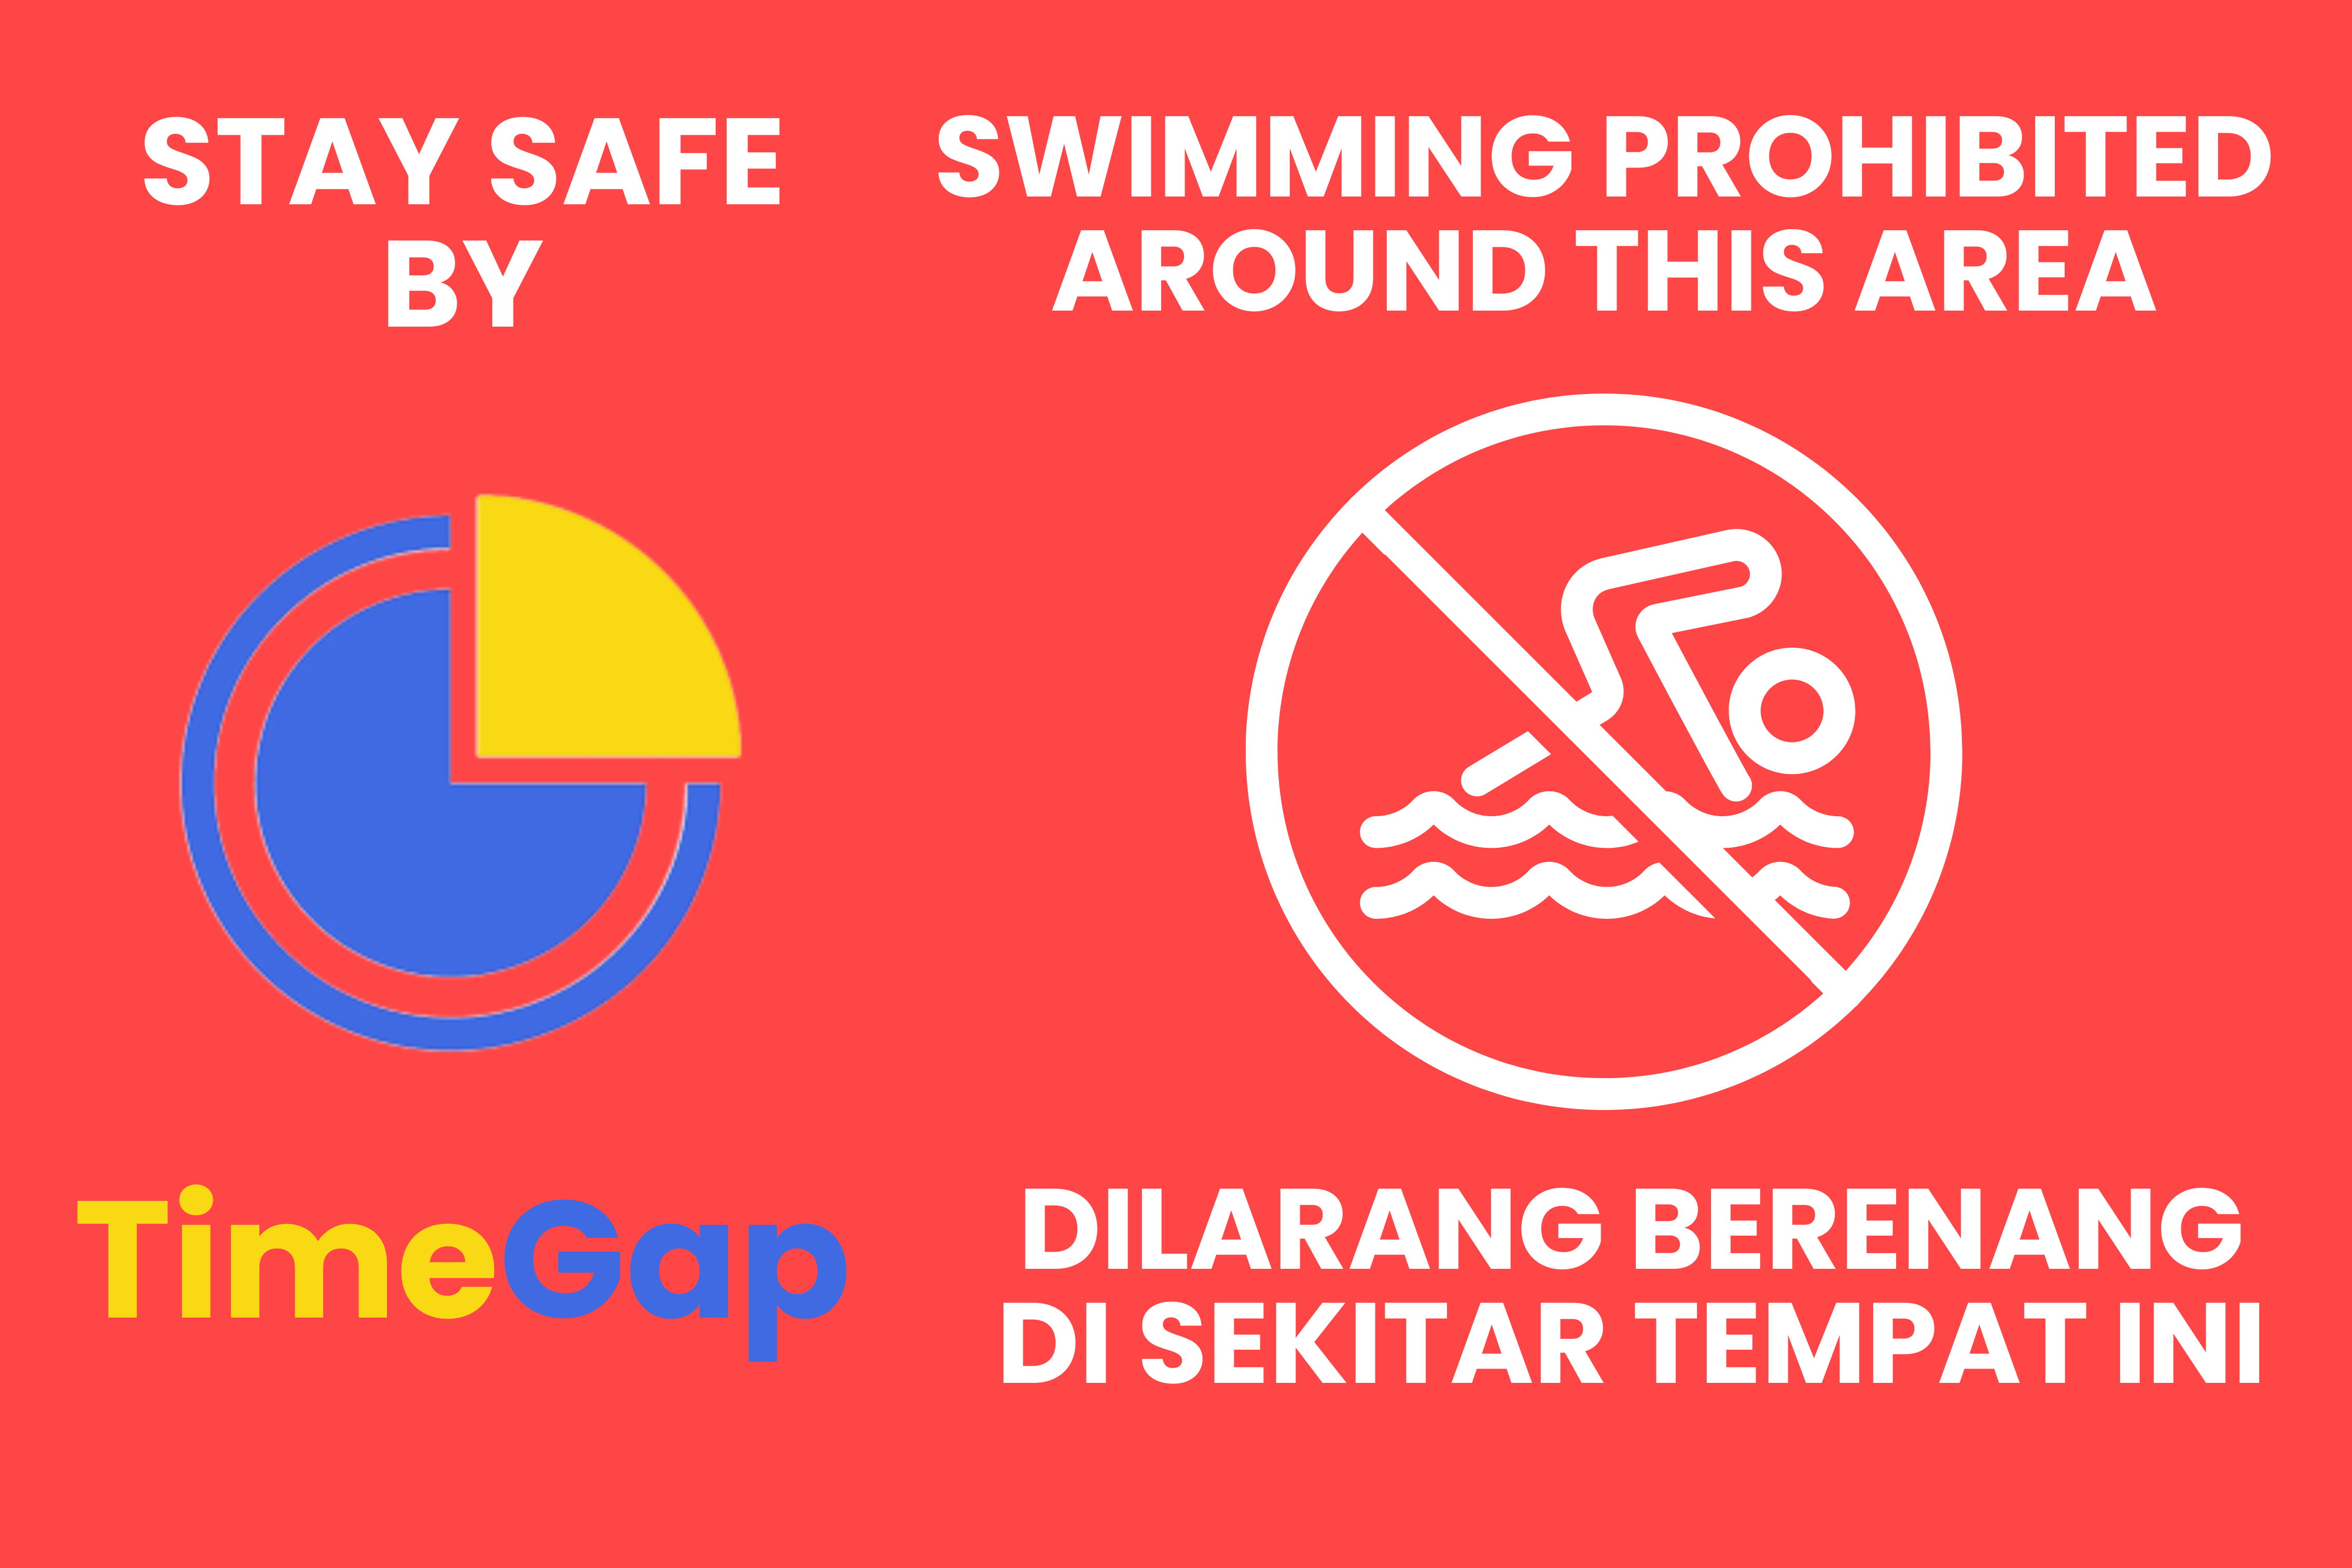 STAY SAFE
BY
TimeGap
SWIMMING PROHIBITED
AROUND THIS AREA
DILARANG BERENANG
DI SEKITAR TEMPAT INI